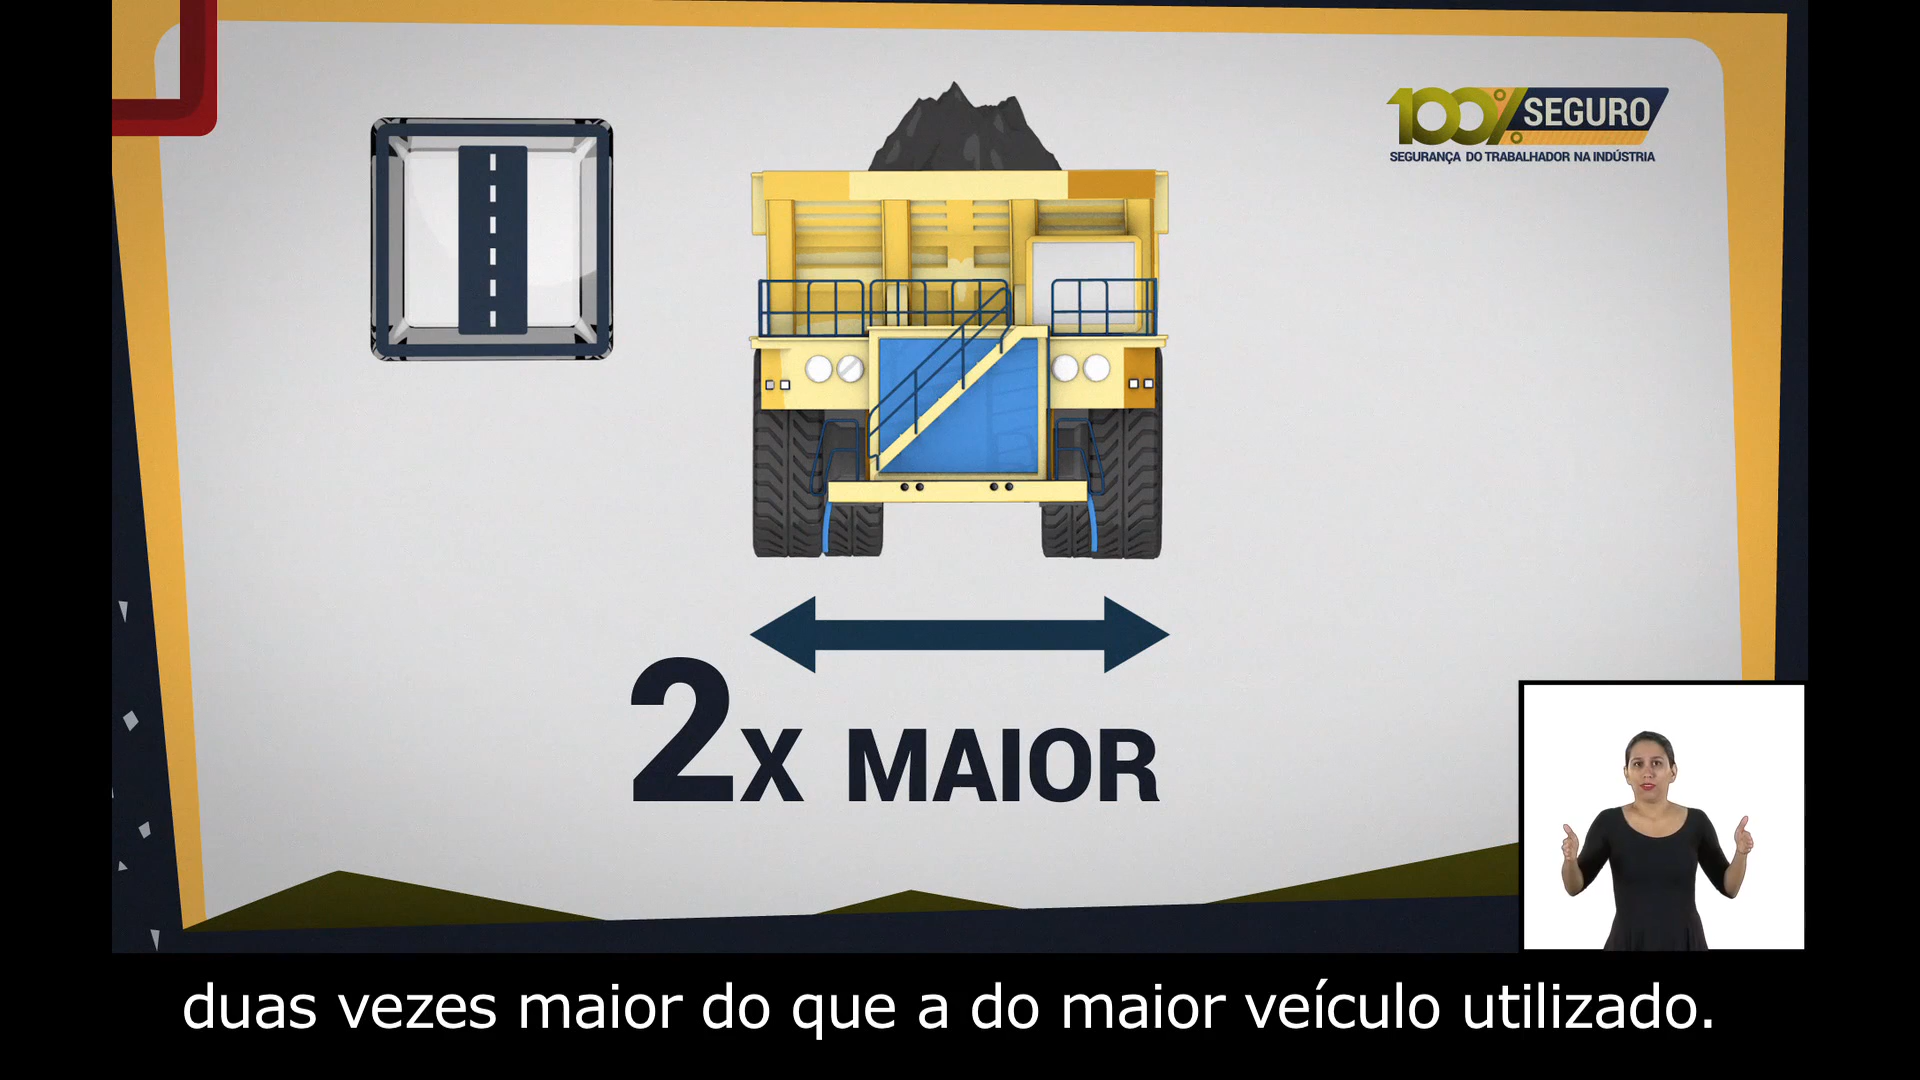 100% SEGURO
SEGURANÇA DO TRABALHADOR NA INDÚSTRIA
2X MAIOR
duas vezes maior do que a do maior veículo utilizado.